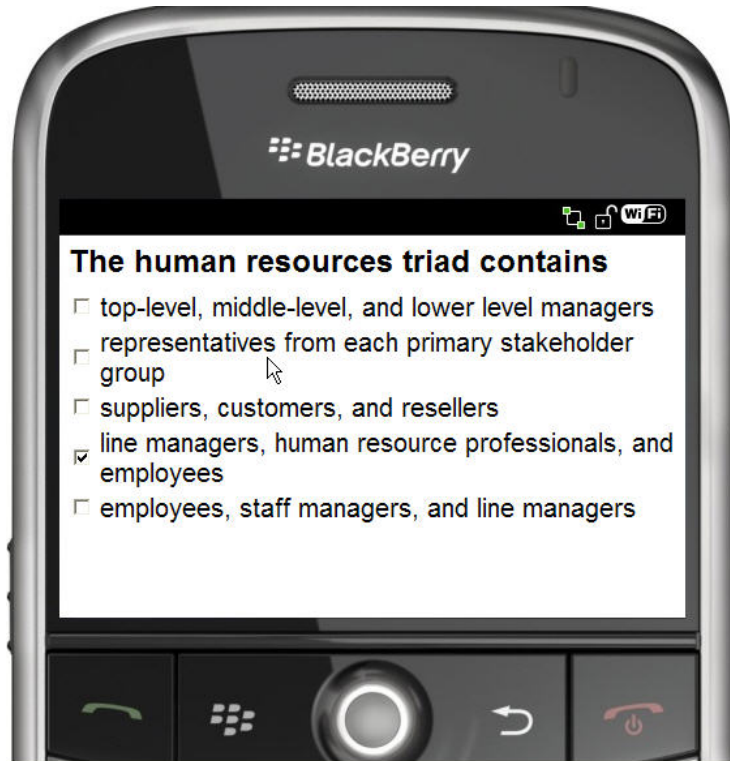 BlackBerry
WiFi
The human resources triad contains
top-level, middle-level, and lower level managers
representatives from each primary stakeholder
group
suppliers, customers, and resellers
line managers, human resource professionals, and
employees
employees, staff managers, and line managers